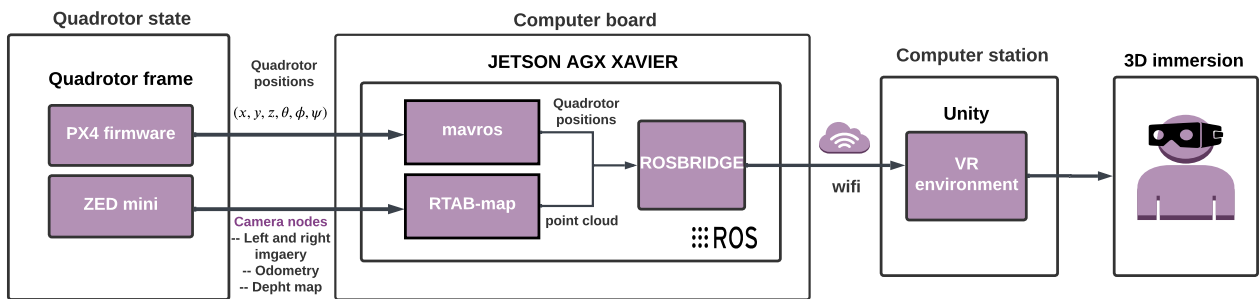 Quadrotor state
Quadrotor frame
PX4 firmware
ZED mini
Quadrotor
positions
(x, y, z, θ, ϕ, ψ)
Camera nodes
-- Left and right
imgaery
-- Odometry
-- Depht map
Computer board
JETSON AGX XAVIER
mavros
RTAB-map
Quadrotor
positions
point cloud
ROSBRIDGE
ROS
wifi
Computer station
Unity
VR
environment
3D immersion